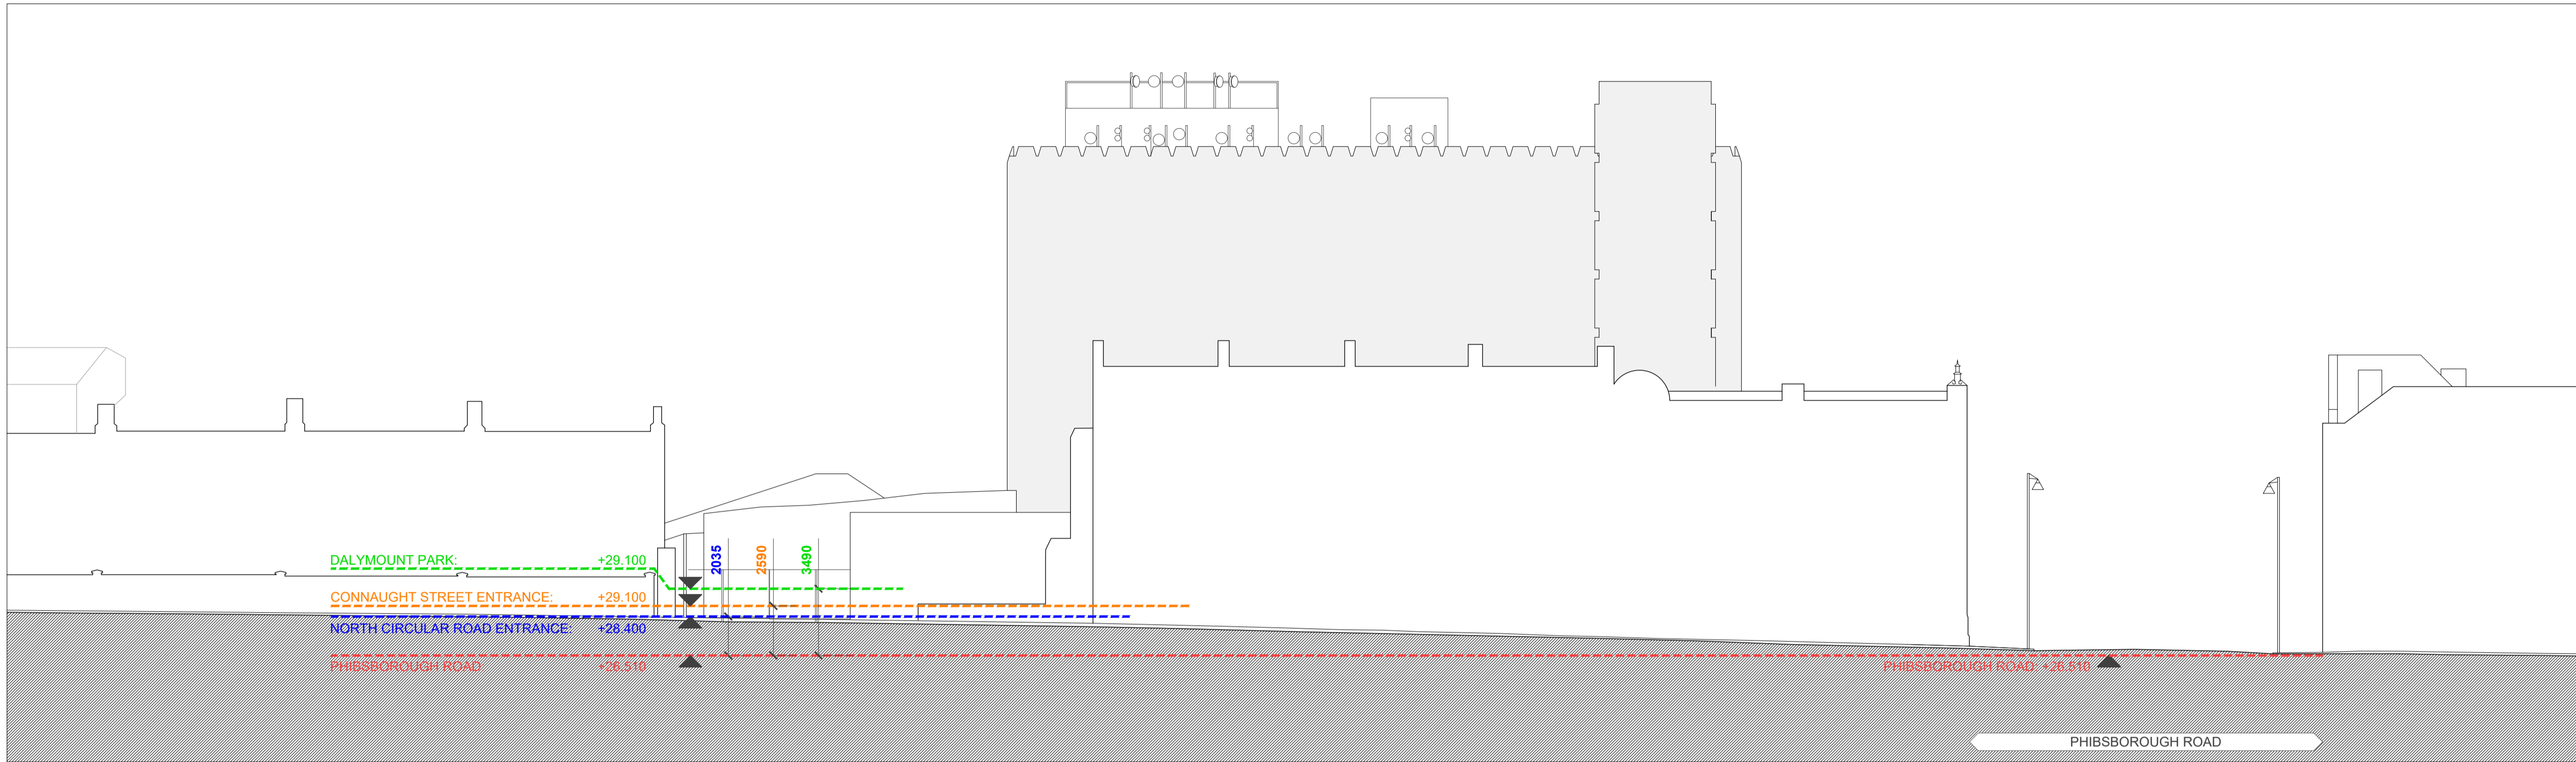 2035
2590
3490
DALYMOUNT PARK: +29.100
CONNAUGHT STREET ENTRANCE: +29.100
NORTH CIRCULAR ROAD ENTRANCE: +28.400
PHIBSBOROUGH ROAD: +26.510
PHIBSBOROUGH ROAD: +26.510
PHIBSBOROUGH ROAD